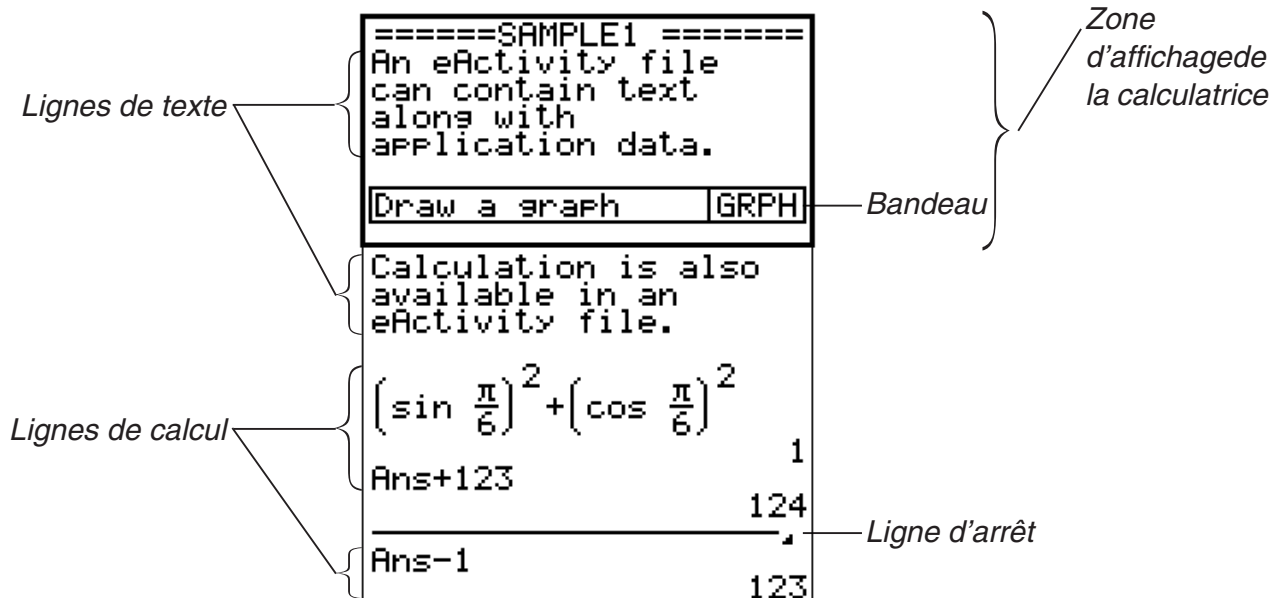 ======SAMPLE1 =======
An eActivity file
can contain text
along with
application data.
Draw a graph GRPH
Calculation is also
available in an
eActivity file.
(sin π/6)²+(cos π/6)²
1
Ans+123
124
Ans−1
123
Lignes de texte
Lignes de calcul
Zone
d'affichagede
la calculatrice
Bandeau
Ligne d'arrêt